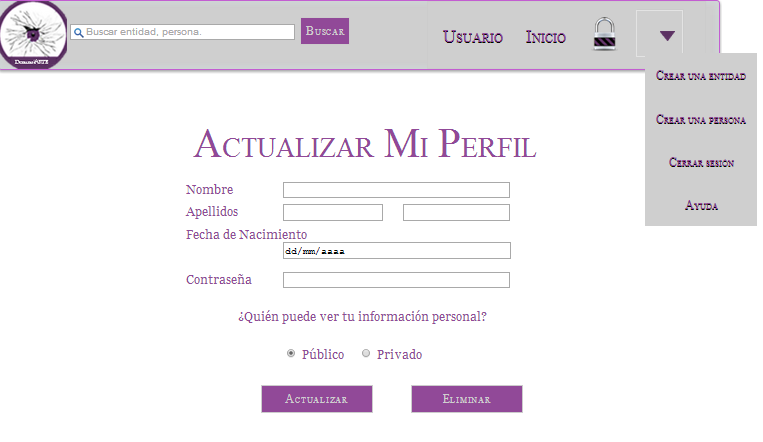 Buscar entidad, persona.
Buscar
Usuario
Inicio
Crear una entidad
Crear una persona
Cerrar sesión
Ayuda
Actualizar Mi Perfil
Nombre
Apellidos
Fecha de Nacimiento
dd/mm/aaaa
Contraseña
¿Quién puede ver tu información personal?
Público
Privado
Actualizar
Eliminar